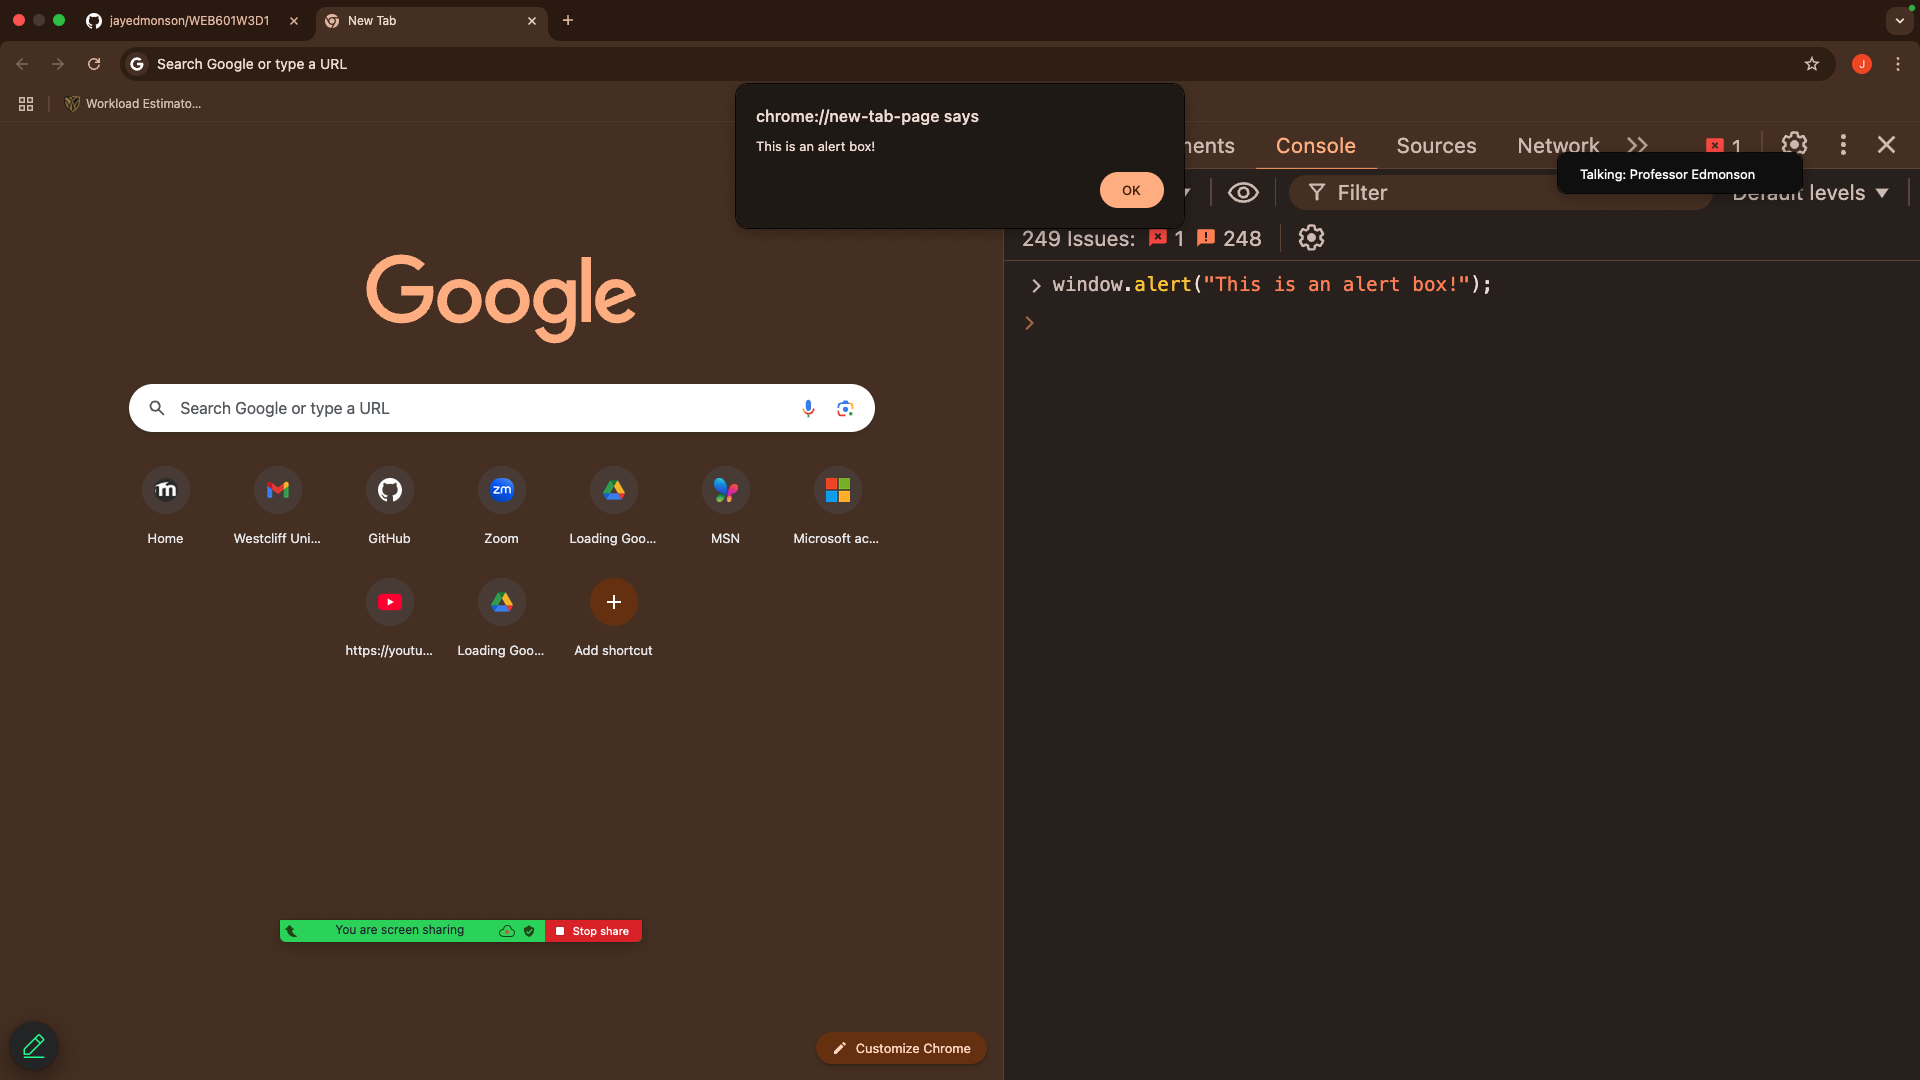 jayedmonson/WEB601W3D1
New Tab
Search Google or type a URL
J
Workload Estimato...
chrome://new-tab-page says
This is an alert box!
OK
nents
Console
Sources
Network
1
Talking: Professor Edmonson
Filter
Default levels
249 Issues: 1 248
window.alert("This is an alert box!");
Google
Search Google or type a URL
Home
Westcliff Uni...
GitHub
zm
Zoom
Loading Goo...
MSN
Microsoft ac...
https://youtu...
Loading Goo...
Add shortcut
You are screen sharing
Stop share
Customize Chrome